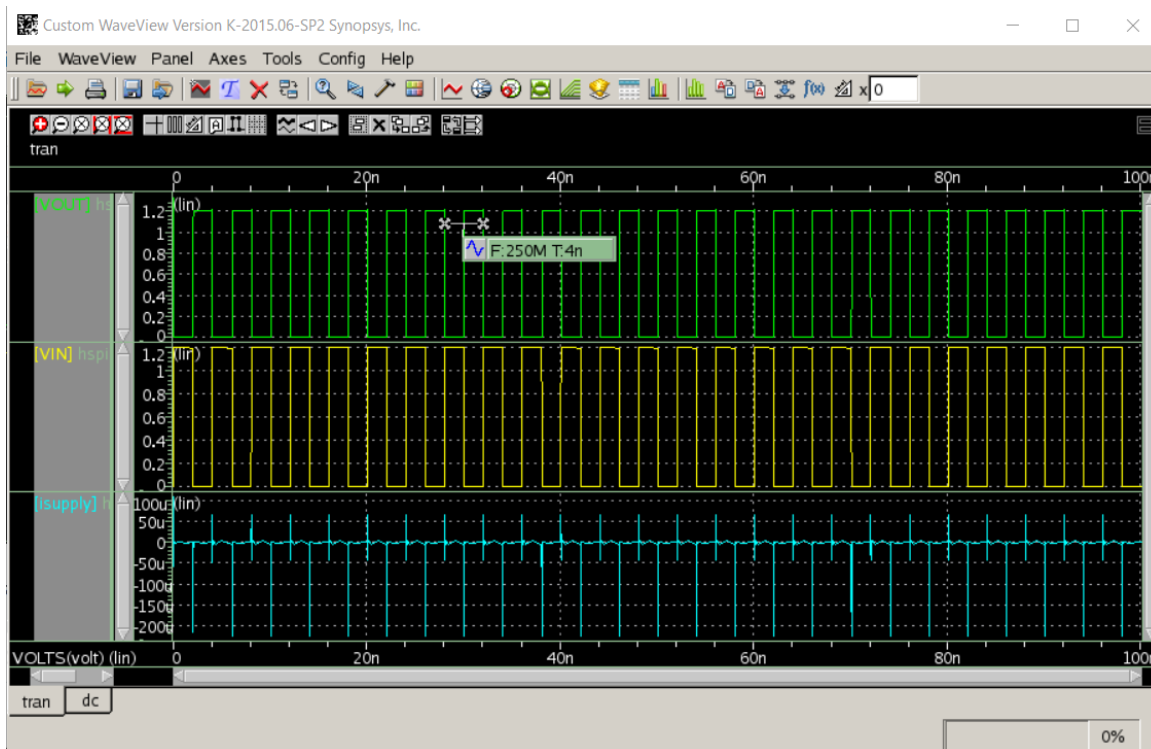 Custom WaveView Version K-2015.06-SP2 Synopsys, Inc.
File WaveView Panel Axes Tools Config Help
x 0
tran
0 20n 40n 60n 80n 100n
[VOUT] hs
(lin)
1.2
1
0.8
0.6
0.4
0.2
0
F:250M T:4n
[VIN] hspi
(lin)
1.2
1
0.8
0.6
0.4
0.2
0
[isupply] h
(lin)
100u
50u
0
-50u
-100u
-150u
-200u
VOLTS(volt) (lin) 0 20n 40n 60n 80n 100n
tran dc
0%